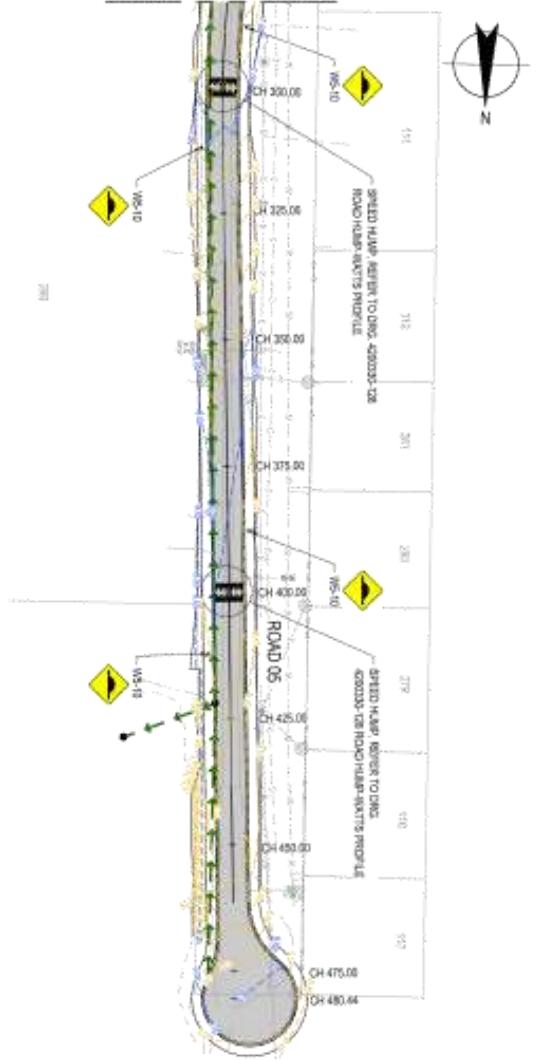 N
W5-10
CH 300.00
W5-10
SPEED HUMP, REFER TO DRG. 4090330-128
ROAD HUMP-WATTS PROFILE
CH 325.00
CH 350.00
CH 375.00
W5-10
CH 400.00
ROAD 05
W5-10
SPEED HUMP, REFER TO DRG.
4090330-128 ROAD HUMP-WATTS PROFILE
CH 425.00
CH 450.00
CH 475.00
CH 480.44